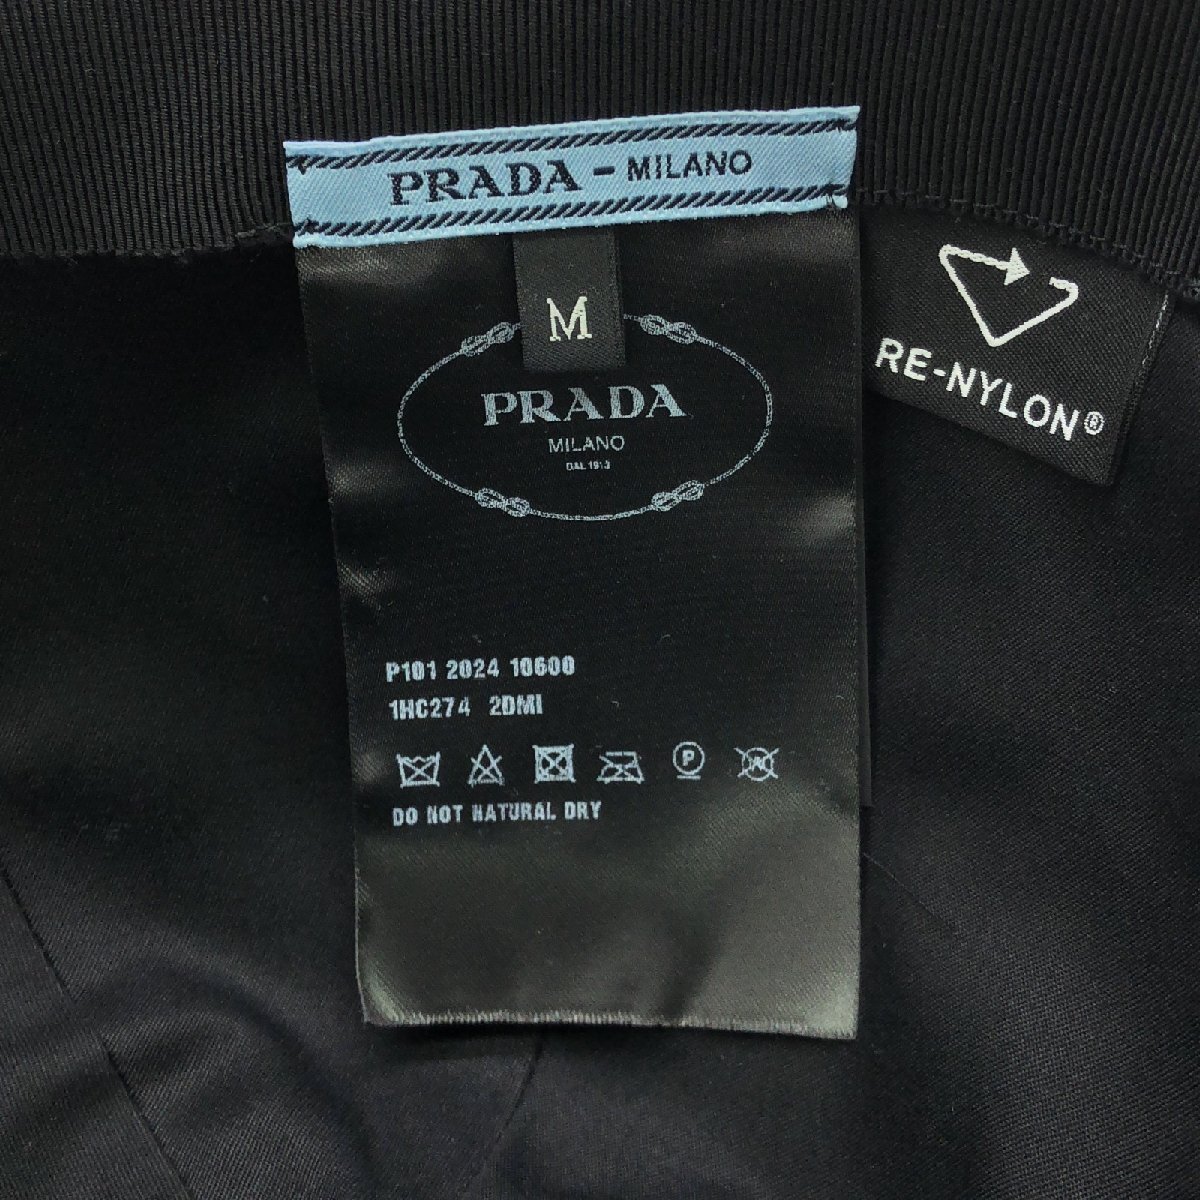 PRADA - MILANO
M
PRADA
MILANO
DAL 1913
RE-NYLON®
P101 2024 10600
1HC274 2DMI
P
W
DO NOT NATURAL DRY